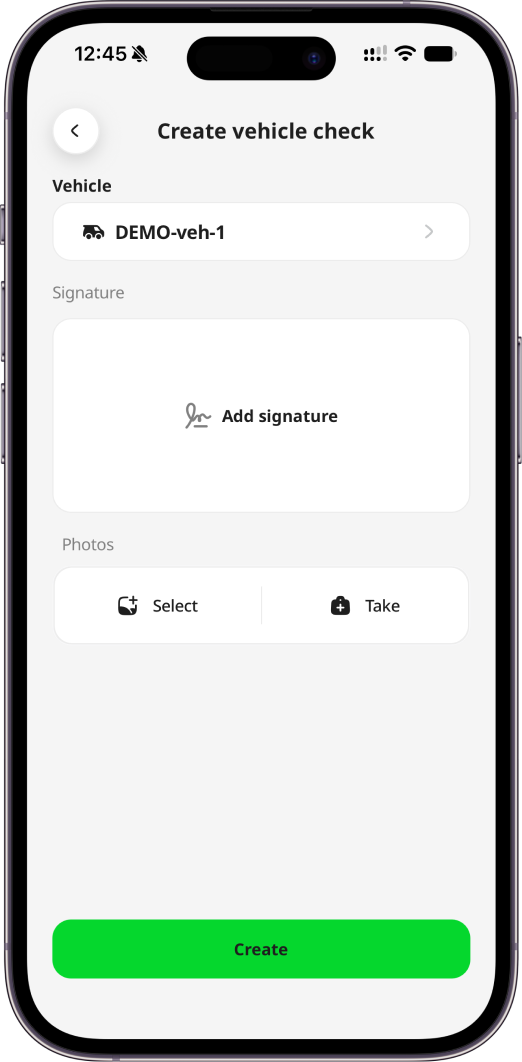 12:45
Create vehicle check
Vehicle
DEMO-veh-1
Signature
Add signature
Photos
Select
Take
Create